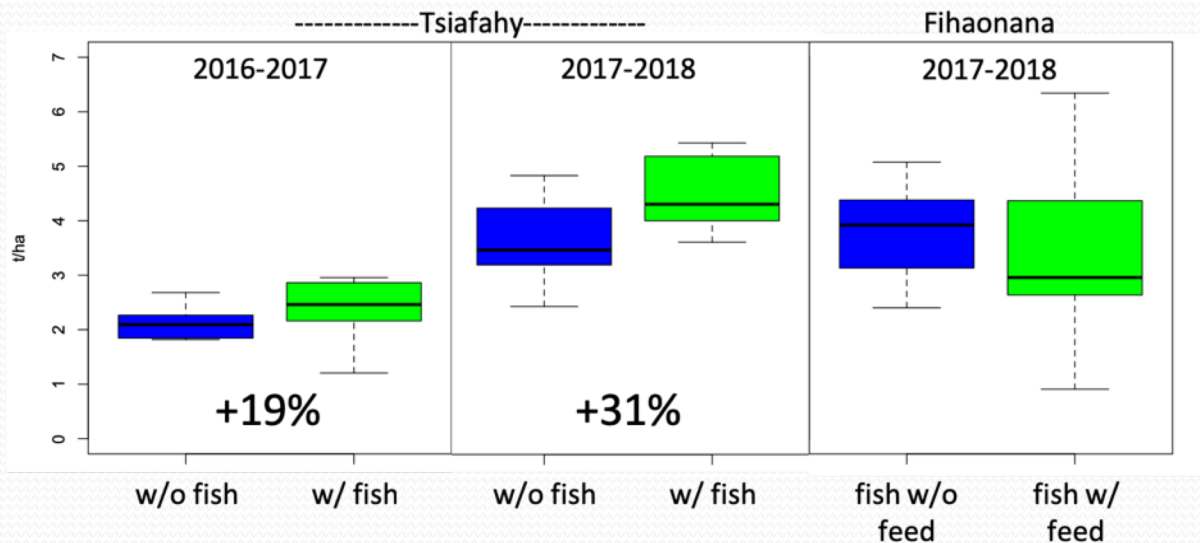 ------------Tsiafahy------------
Fihaonana
2016-2017
2017-2018
2017-2018
7
6
5
4
3
2
1
0
t/ha
+19%
+31%
w/o fish
w/ fish
w/o fish
w/ fish
fish w/o
feed
fish w/
feed